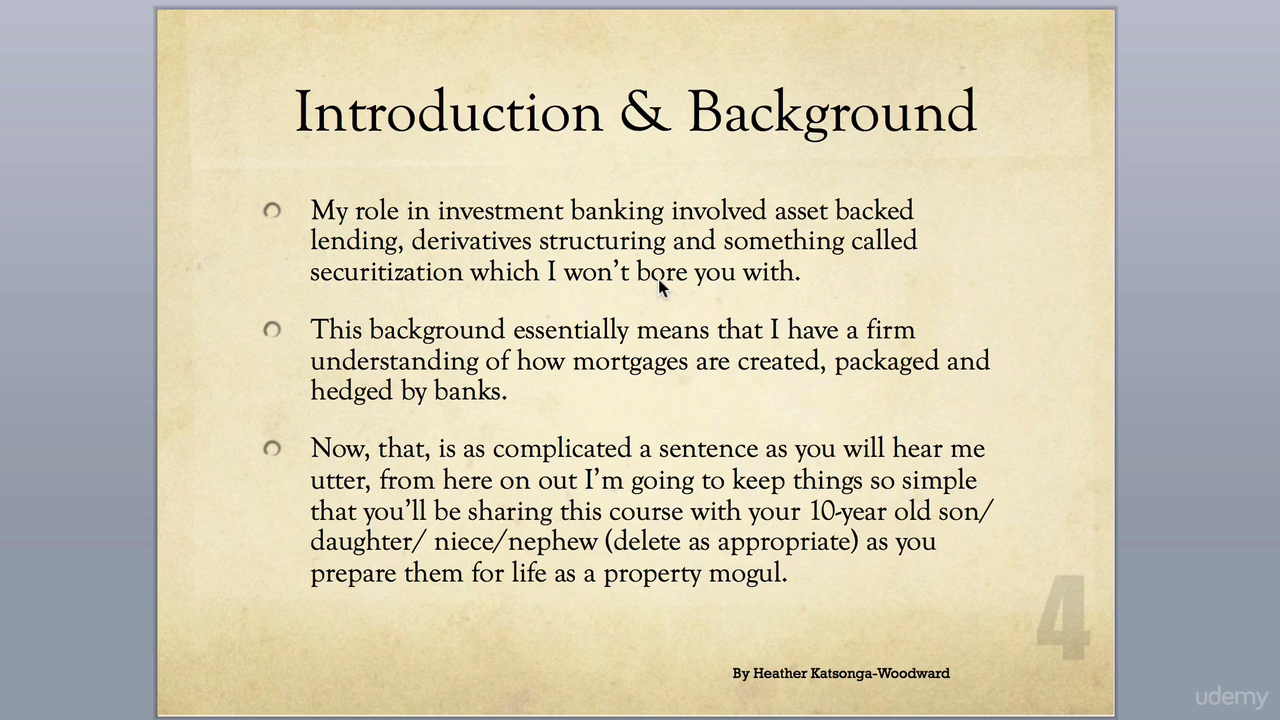 Introduction & Background
My role in investment banking involved asset backed
lending, derivatives structuring and something called
securitization which I won't bore you with.
This background essentially means that I have a firm
understanding of how mortgages are created, packaged and
hedged by banks.
Now, that, is as complicated a sentence as you will hear me
utter, from here on out I'm going to keep things so simple
that you'll be sharing this course with your 10-year old son/
daughter/ niece/nephew (delete as appropriate) as you
prepare them for life as a property mogul.
4
By Heather Katsonga-Woodward
udemy